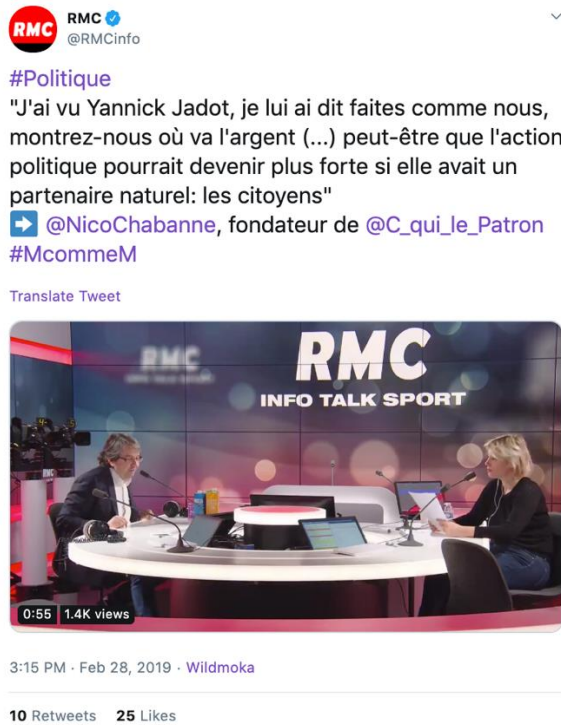 RMC
RMC
@RMCinfo
#Politique
"J'ai vu Yannick Jadot, je lui ai dit faites comme nous,
montrez-nous où va l'argent (...) peut-être que l'action
politique pourrait devenir plus forte si elle avait un
partenaire naturel: les citoyens"
➡ @NicoChabanne, fondateur de @C_qui_le_Patron
#McommeM
Translate Tweet
RMC
RMC
INFO TALK SPORT
0:55 1.4K views
3:15 PM · Feb 28, 2019 · Wildmoka
10 Retweets 25 Likes